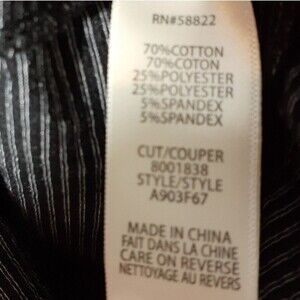 RN#58822
70%COTTON
70%COTON
25%POLYESTER
25%POLYESTER
5%SPANDEX
5%SPANDEX
CUT/COUPER
8001838
STYLE/STYLE
A903F67
MADE IN CHINA
FAIT DANS LA CHINE
CARE ON REVERSE
NETTOYAGE AU REVERS